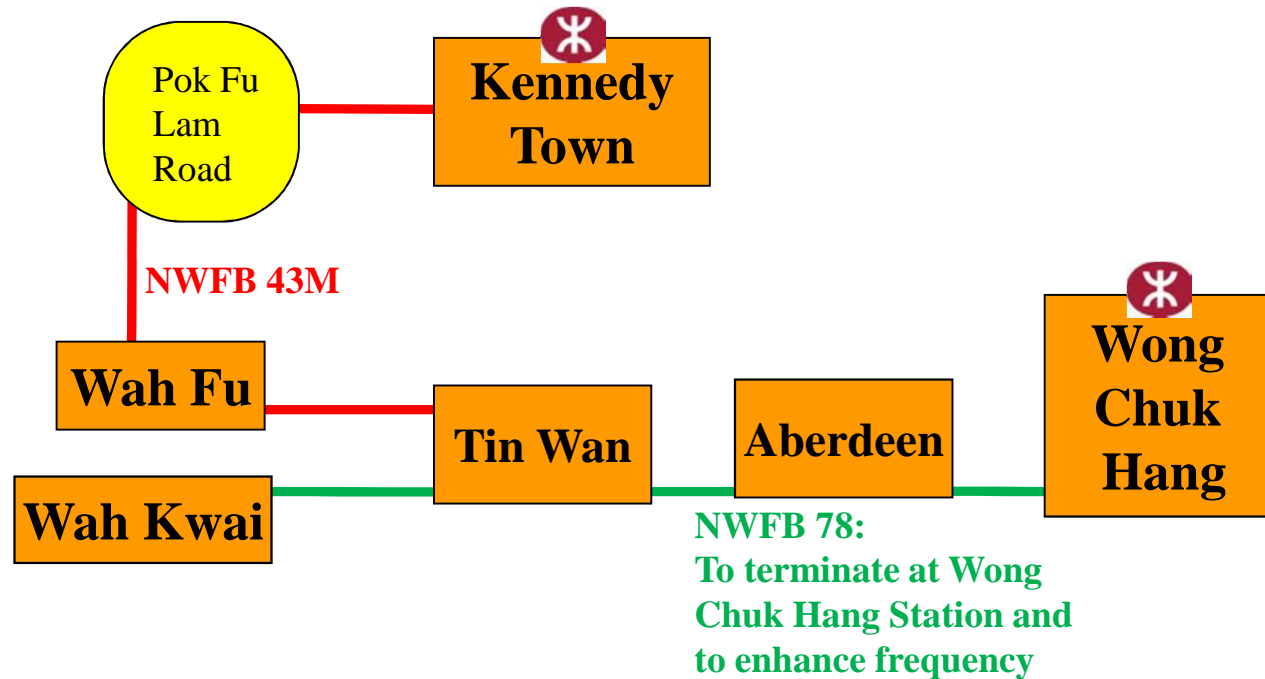 Pok Fu
Lam
Road
Kennedy
Town
NWFB 43M
Wah Fu
Tin Wan
Aberdeen
Wong
Chuk
Hang
Wah Kwai
NWFB 78:
To terminate at Wong
Chuk Hang Station and
to enhance frequency